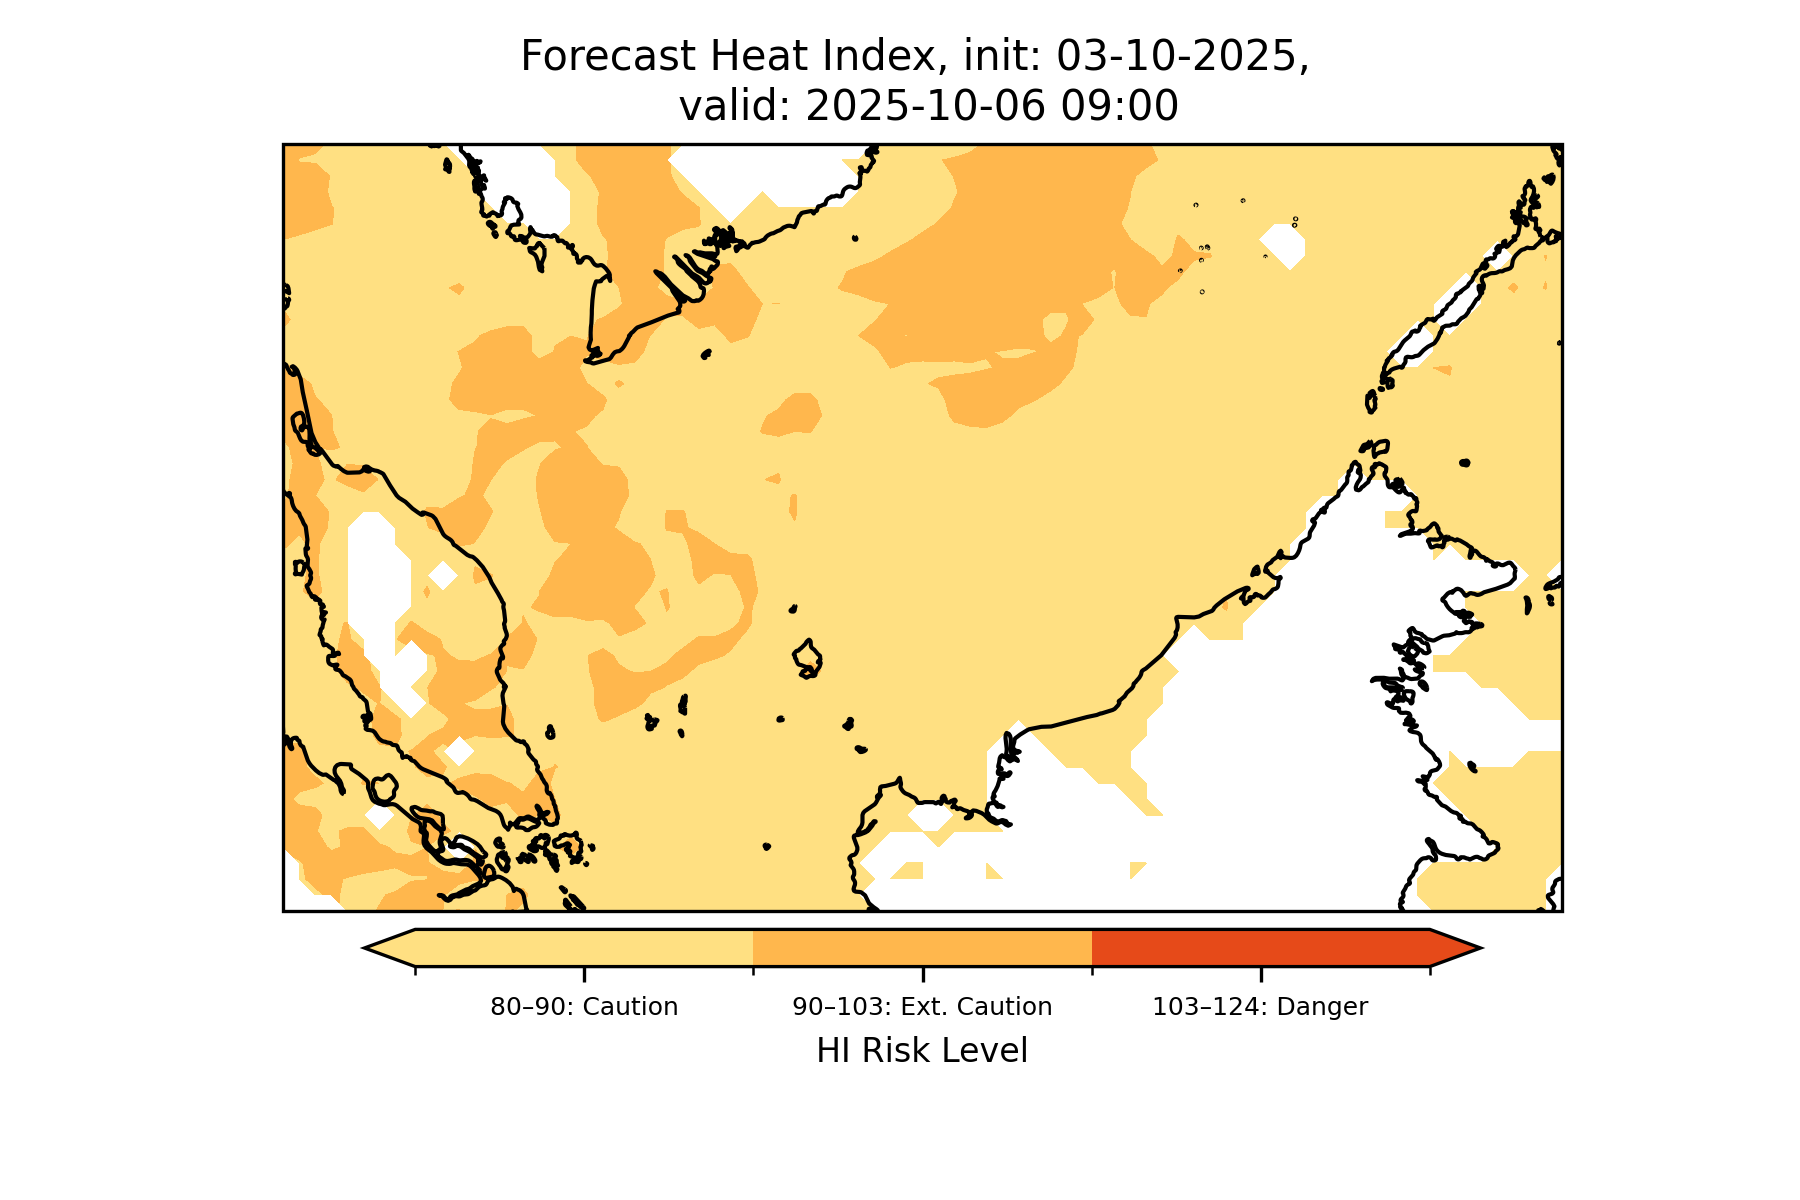 Forecast Heat Index, init: 03-10-2025,
valid: 2025-10-06 09:00
80–90: Caution
90–103: Ext. Caution
103–124: Danger
HI Risk Level